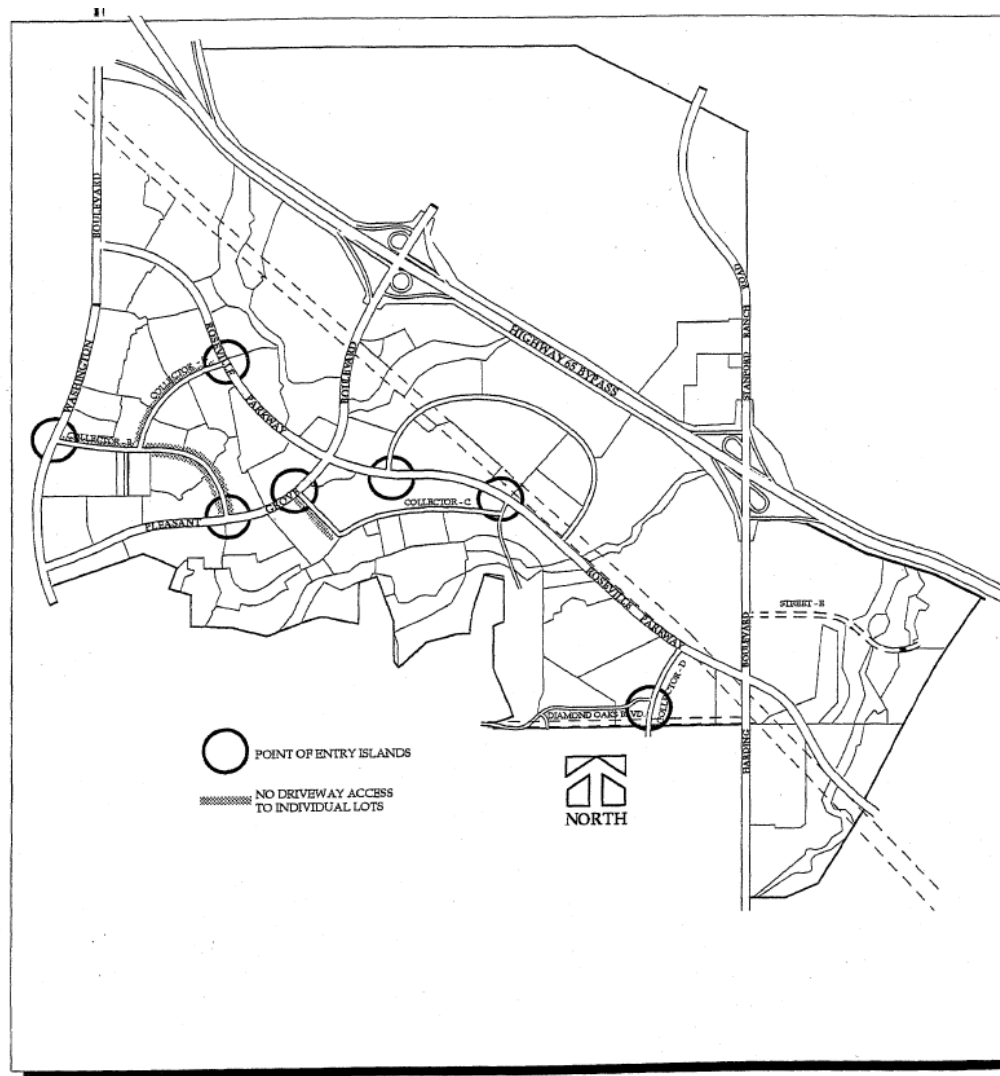 BOULEVARD
WASHINGTON
ROSEVILLE
PARKWAY
COLLECTOR - B
PLEASANT
GROVE
BOULEVARD
COLLECTOR - C
HIGHWAY 65 BYPASS
ROAD
RANCH
STANFORD
ROSEVILLE PARKWAY
STREET - E
BOULEVARD
HARDING
COLLECTOR - D
DIAMOND OAKS BLVD.
POINT OF ENTRY ISLANDS
NO DRIVEWAY ACCESS
TO INDIVIDUAL LOTS
NORTH